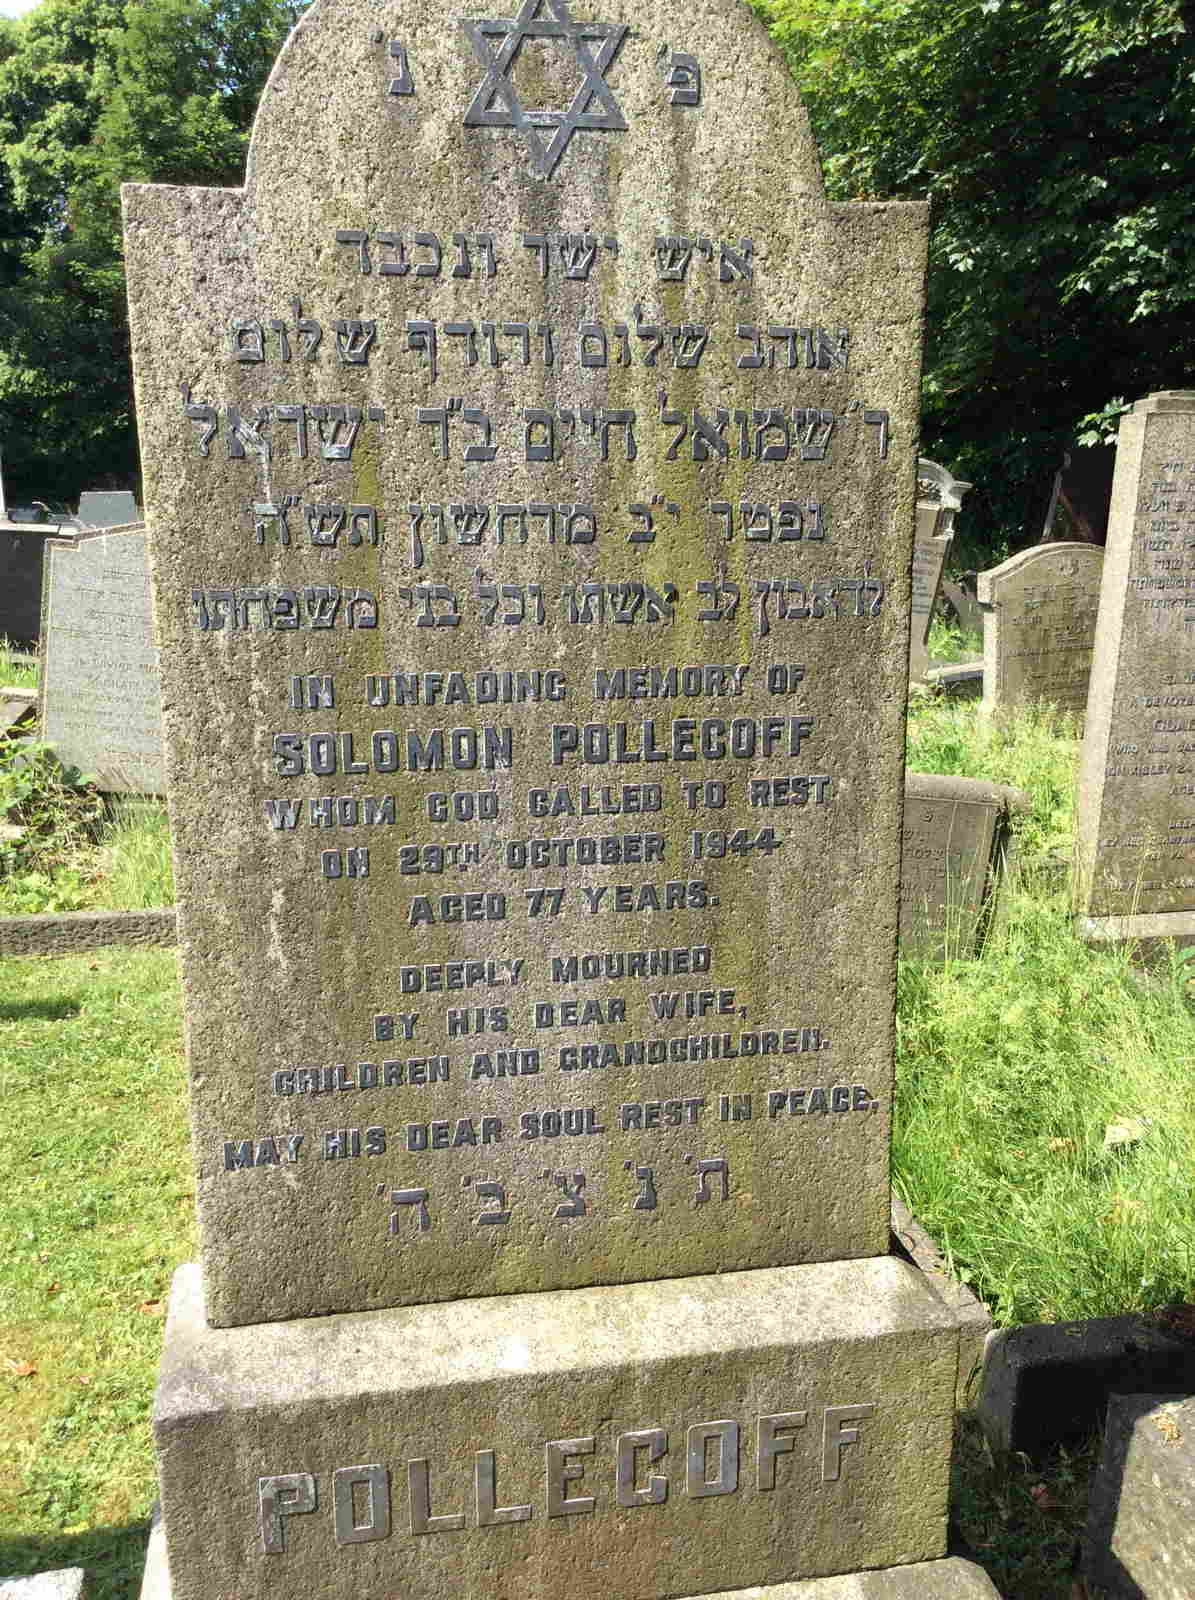 פ' נ'
איש ישר ונכבד
אוהב שלום ורודף שלום
ר' שמואל חיים ב"ד ישראל
נפטר י"ב מרחשון תש"ה
לדאבון לב אשתו וכל בני משפחתו
IN UNFADING MEMORY OF
SOLOMON POLLECOFF
WHOM GOD CALLED TO REST
ON 29TH OCTOBER 1944
AGED 77 YEARS.
DEEPLY MOURNED
BY HIS DEAR WIFE,
CHILDREN AND GRANDCHILDREN.
MAY HIS DEAR SOUL REST IN PEACE.
ת' נ' צ' ב' ה'
POLLECOFF